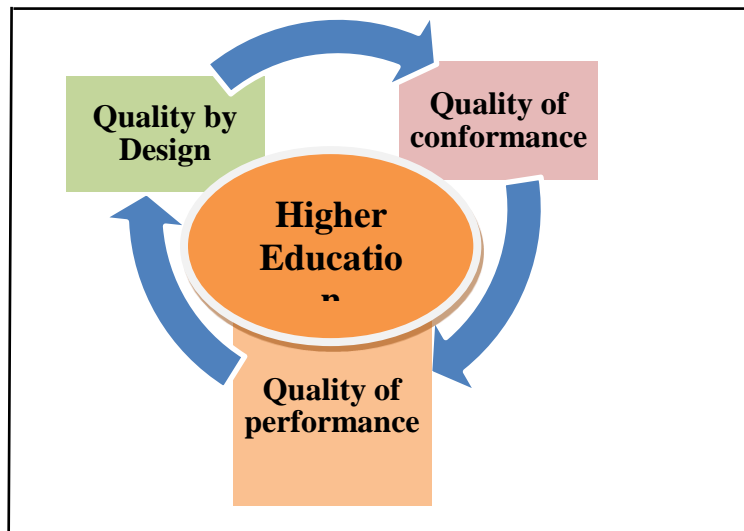 Quality by
Design
Quality of
conformance
Higher
Educatio
n
Quality of
performance